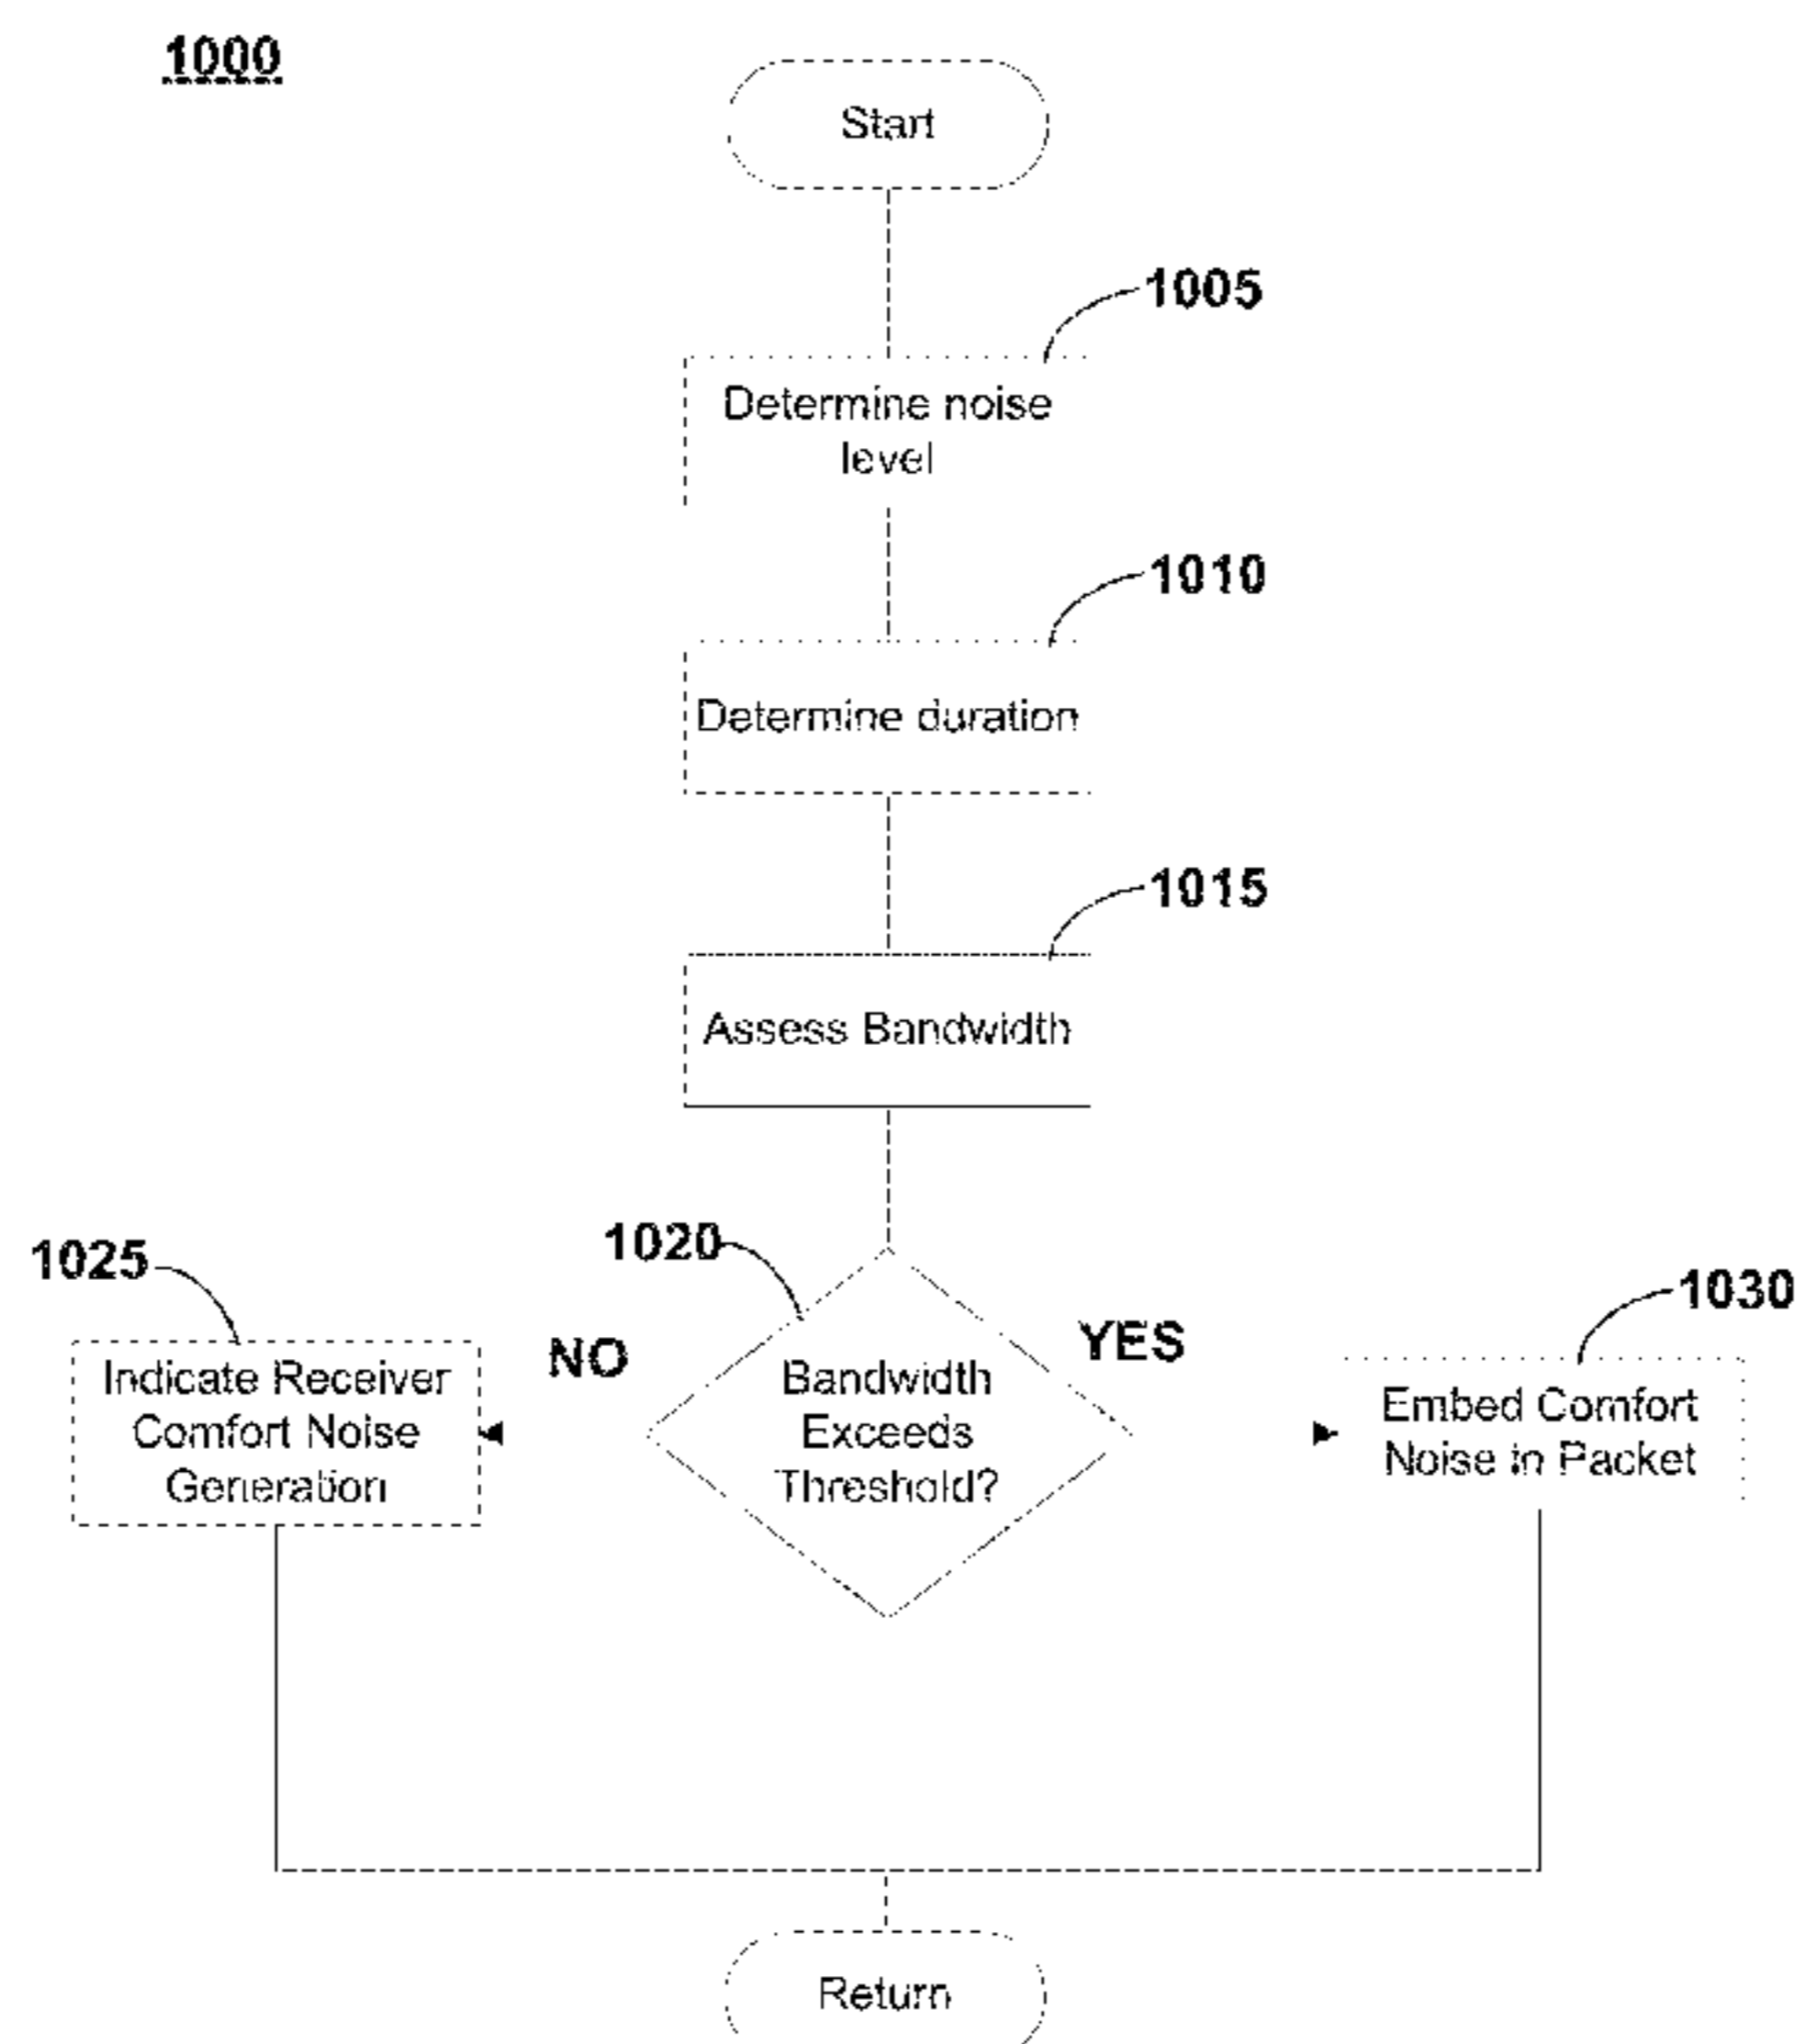 1000
Start
1005
Determine noise
level
1010
Determine duration
1015
Assess Bandwidth
1020
1025
1030
NO
YES
Indicate Receiver
Comfort Noise
Generation
Bandwidth
Exceeds
Threshold?
Embed Comfort
Noise in Packet
Return